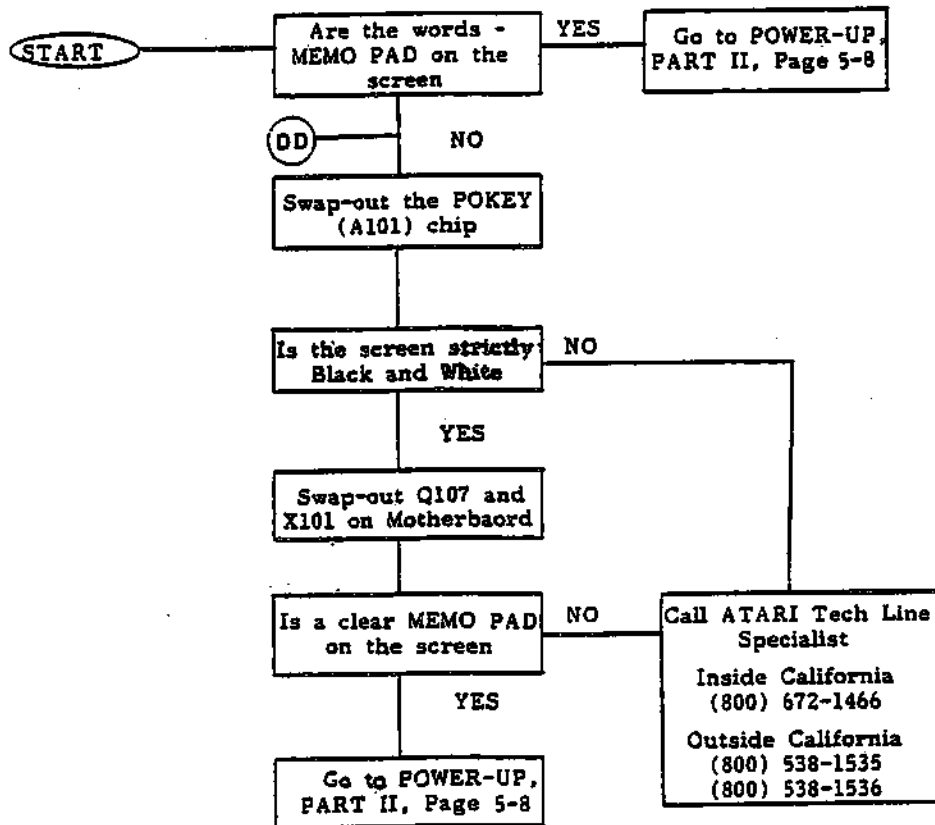 START
Are the words -
MEMO PAD on the
screen
YES
Go to POWER-UP,
PART II, Page 5-8
DD
NO
Swap-out the POKEY
(A101) chip
Is the screen strictly
Black and White
NO
YES
Swap-out Q107 and
X101 on Motherbaord
Is a clear MEMO PAD
on the screen
NO
Call ATARI Tech Line
Specialist
Inside California
(800) 672-1466
Outside California
(800) 538-1535
(800) 538-1536
YES
Go to POWER-UP,
PART II, Page 5-8